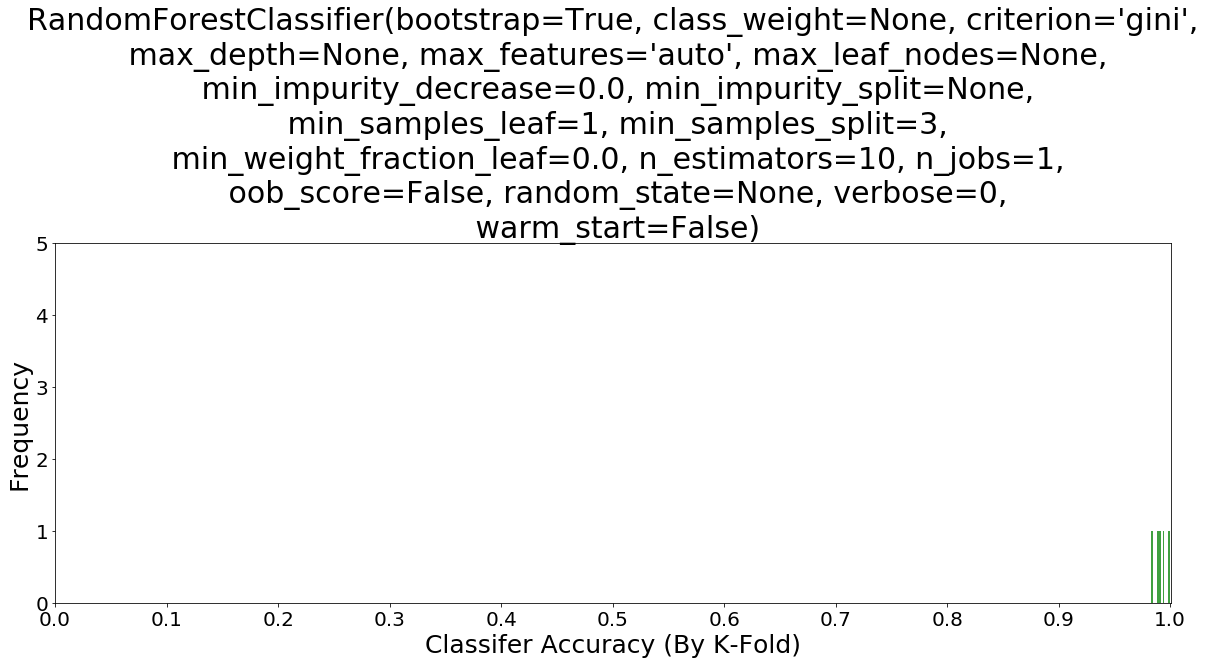 RandomForestClassifier(bootstrap=True, class_weight=None, criterion='gini',
max_depth=None, max_features='auto', max_leaf_nodes=None,
min_impurity_decrease=0.0, min_impurity_split=None,
min_samples_leaf=1, min_samples_split=3,
min_weight_fraction_leaf=0.0, n_estimators=10, n_jobs=1,
oob_score=False, random_state=None, verbose=0,
warm_start=False)
5
4
3
2
1
0
Frequency
0.0 0.1 0.2 0.3 0.4 0.5 0.6 0.7 0.8 0.9 1.0
Classifer Accuracy (By K-Fold)